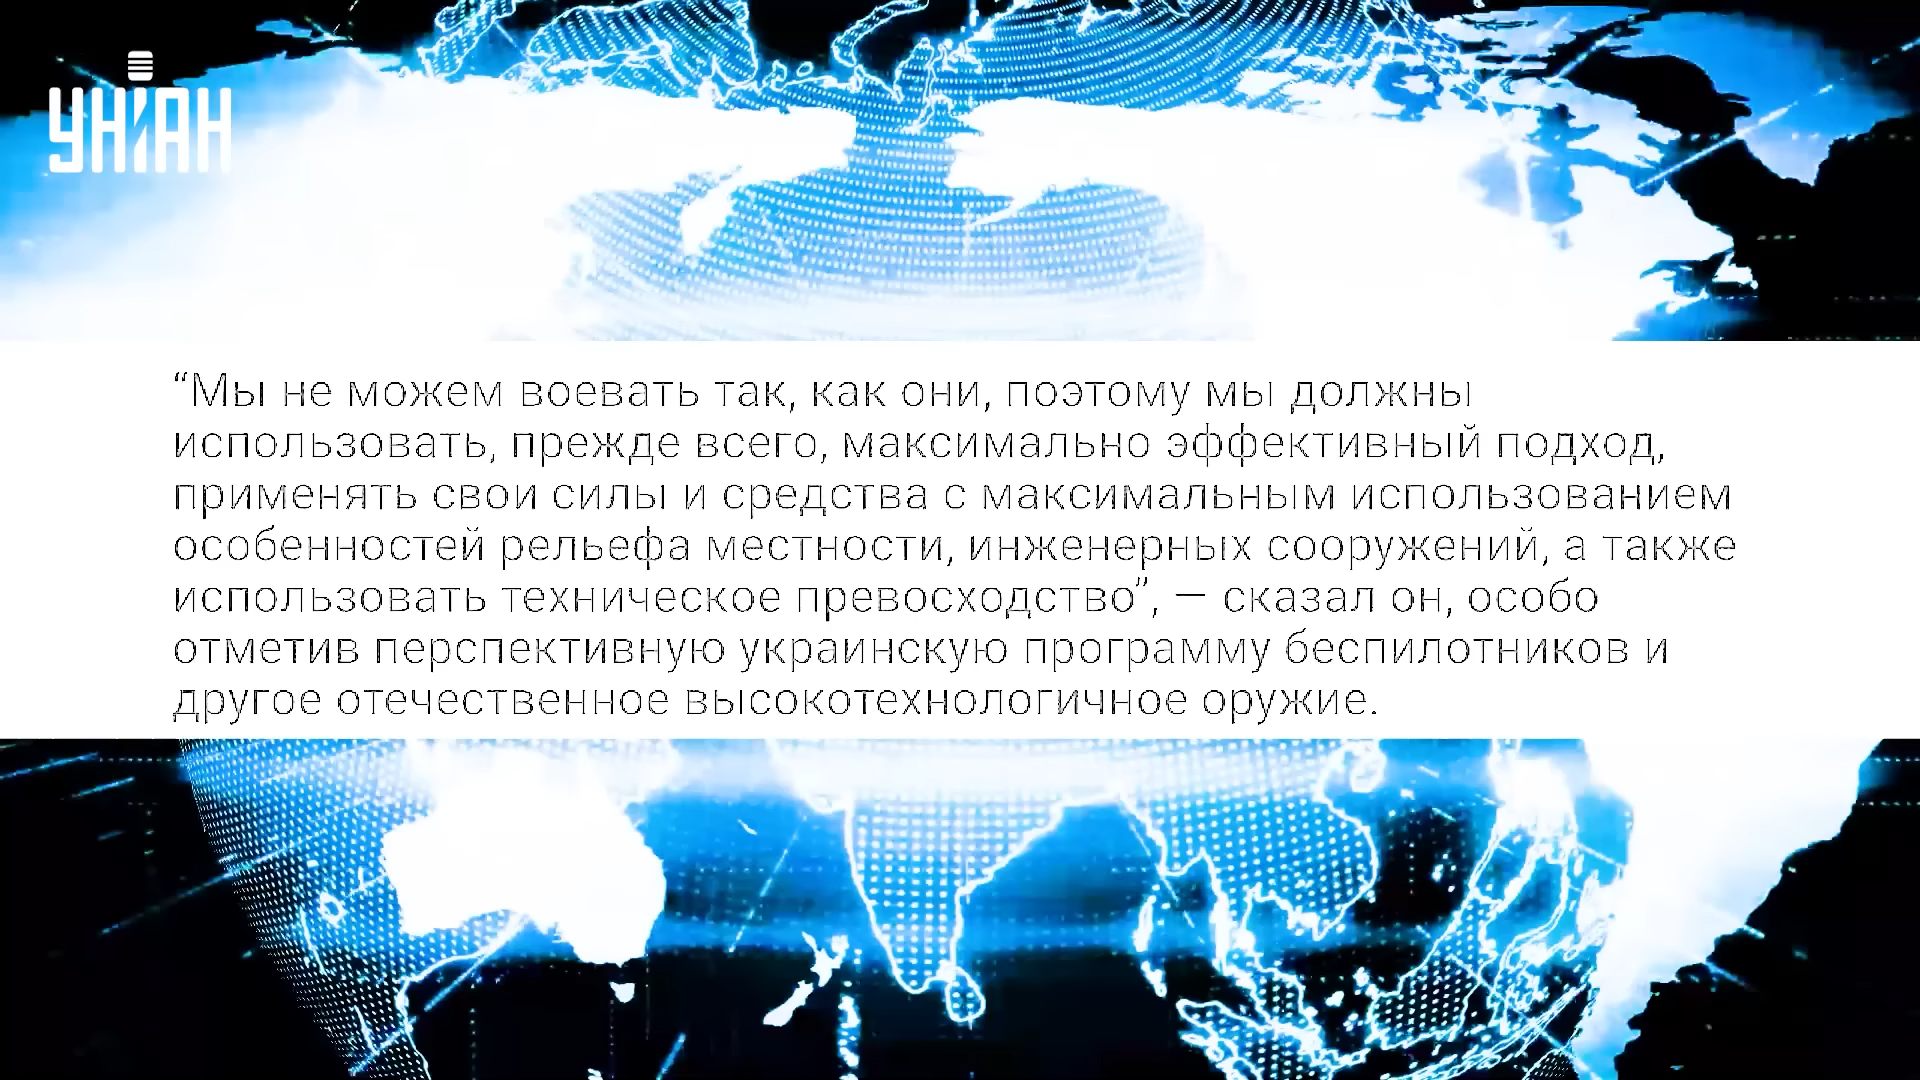 УНІАН
“Мы не можем воевать так, как они, поэтому мы должны
использовать, прежде всего, максимально эффективный подход,
применять свои силы и средства с максимальным использованием
особенностей рельефа местности, инженерных сооружений, а также
использовать техническое превосходство”, — сказал он, особо
отметив перспективную украинскую программу беспилотников и
другое отечественное высокотехнологичное оружие.